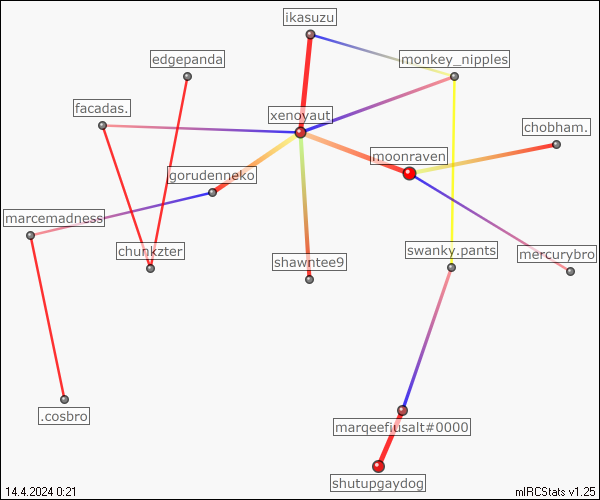 ikasuzu
edgepanda
monkey_nipples
facadas.
xenoyaut
chobham.
moonraven
gorudenneko
marcemadness
chunkzter
shawntee9
swanky.pants
mercurybro
.cosbro
marqeefiusalt#0000
shutupgaydog
14.4.2024 0:21
mIRCStats v1.25